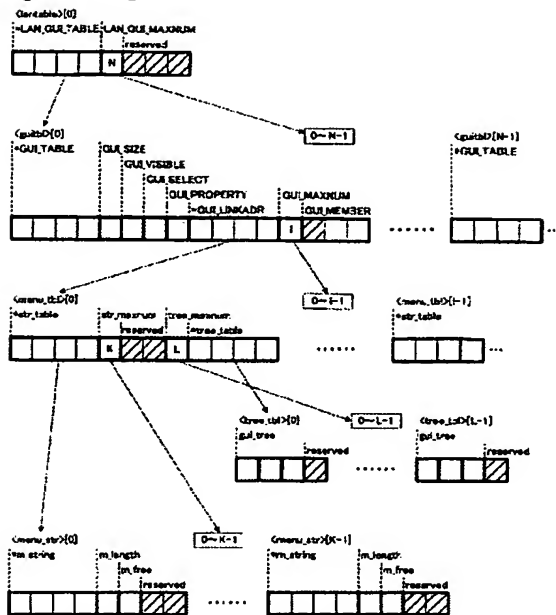 <lantable>[0]
*LAN_GUI_TABLE LAN_GUI_MAXNUM
reserved
N
<guitbl>[0]
*GUI_TABLE
GUI_SIZE
GUI_VISIBLE
GUI_SELECT
GUI_PROPERTY
*GUI_LINKADR
GUI_MAXNUM
GUI_MEMBER
0~N-1
<guitbl>[N-1]
*GUI_TABLE
I
<menu_tbl>[0]
*str_table
str_maxnum
reserved
tree_maxnum
*tree_table
0~I-1
<menu_tbl>[I-1]
*str_table
K
L
<tree_tbl>[0]
gui_tree
reserved
0~L-1
<tree_tbl>[L-1]
gui_tree
reserved
<menu_str>[0]
*m_string
m_length
m_free
reserved
0~K-1
<menu_str>[K-1]
*m_string
m_length
m_free
reserved